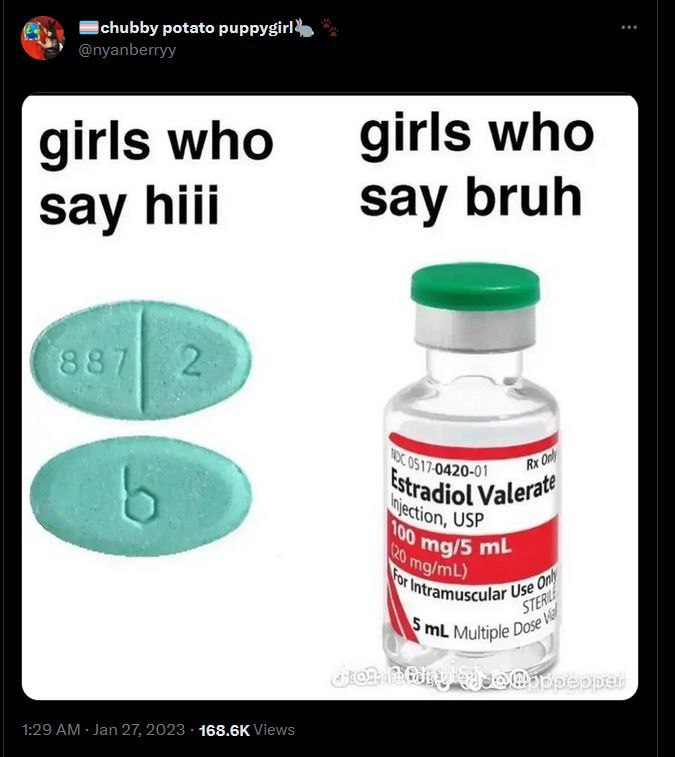 chubby potato puppygirl
@nyanberryy
girls who
say hiii
girls who
say bruh
887 2
b
NDC 0517-0420-01
Rx Only
Estradiol Valerate
Injection, USP
100 mg/5 mL
(20 mg/mL)
For Intramuscular Use Only
STERILE
5 mL Multiple Dose Vial
1:29 AM · Jan 27, 2023 · 168.6K Views